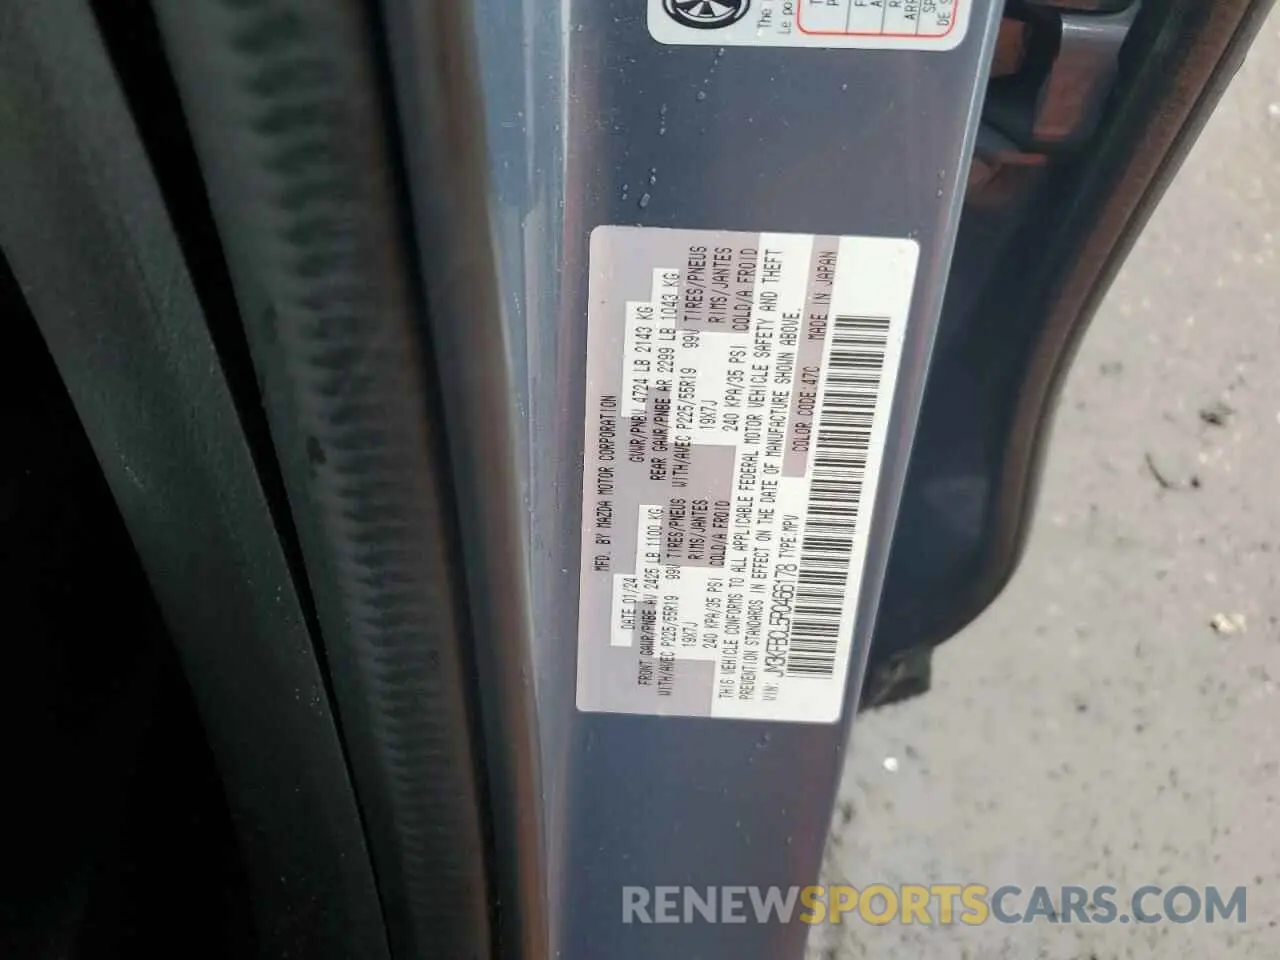 MFD. BY MAZDA MOTOR CORPORATION
DATE 01/24 GVWR/PNBV 4724 LB 2143 KG
FRONT GAWR/PNBE AV 2425 LB 1100 KG REAR GAWR/PNBE AR 2299 LB 1043 KG
WITH/AVEC P225/55R19 99V TIRES/PNEUS WITH/AVEC P225/55R19 99V TIRES/PNEUS
19X7J RIMS/JANTES 19X7J RIMS/JANTES
240 KPA/35 PSI COLD/A FROID 240 KPA/35 PSI COLD/A FROID
THIS VEHICLE CONFORMS TO ALL APPLICABLE FEDERAL MOTOR VEHICLE SAFETY AND THEFT
PREVENTION STANDARDS IN EFFECT ON THE DATE OF MANUFACTURE SHOWN ABOVE.
VIN: JM3KFBCL5R0466178 TYPE:MPV COLOR CODE:47C MADE IN JAPAN
The
Le po
RENEWSPORTSCARS.COM